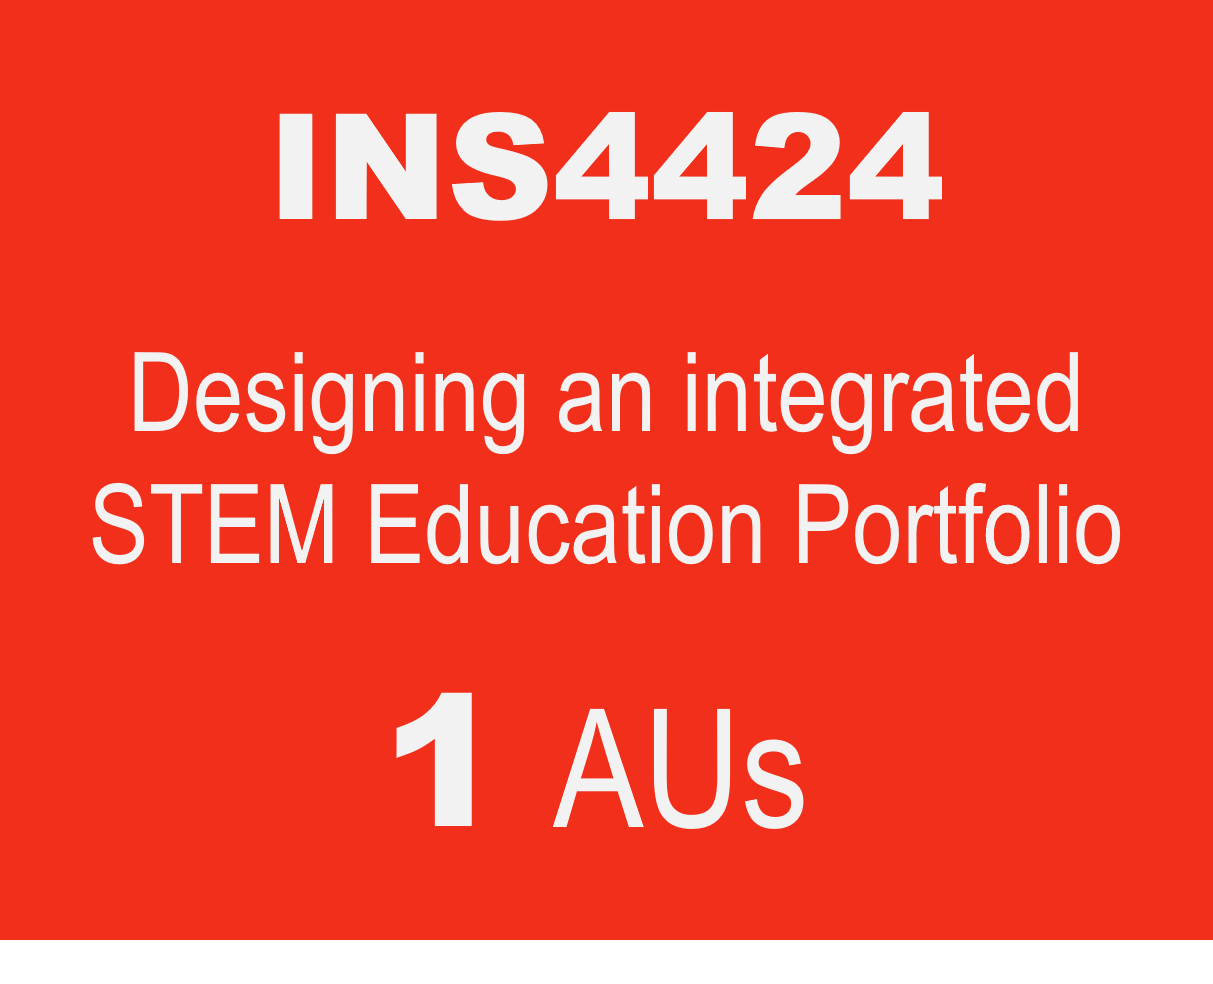 INS4424
Designing an integrated
STEM Education Portfolio
1 AUs